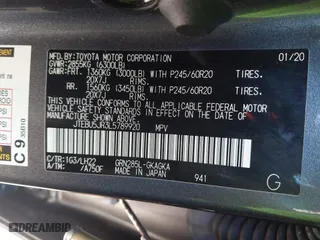 MFD. BY: TOYOTA MOTOR CORPORATION 01/20
GVWR: 2855KG (6300LB)
GAWR: FRT. 1360KG (3000LB) WITH P245/60R20 TIRES.
20X7J
RR. 1560KG (3450LB) WITH P245/60R20 TIRES.
20X7J
THIS VEHICLE CONFORMS TO ALL APPLICABLE FEDERAL MOTOR
VEHICLE SAFETY STANDARDS IN EFFECT ON
THE DATE OF MANUFACTURE SHOWN ABOVE.
JTEBU5JR3L5789920 MPV
C/TR: 1G3/LH22 GRN285L-GKAGKA
A/TM: /A750F MADE IN JAPAN 941
G
C9
35B10
DREAMBID